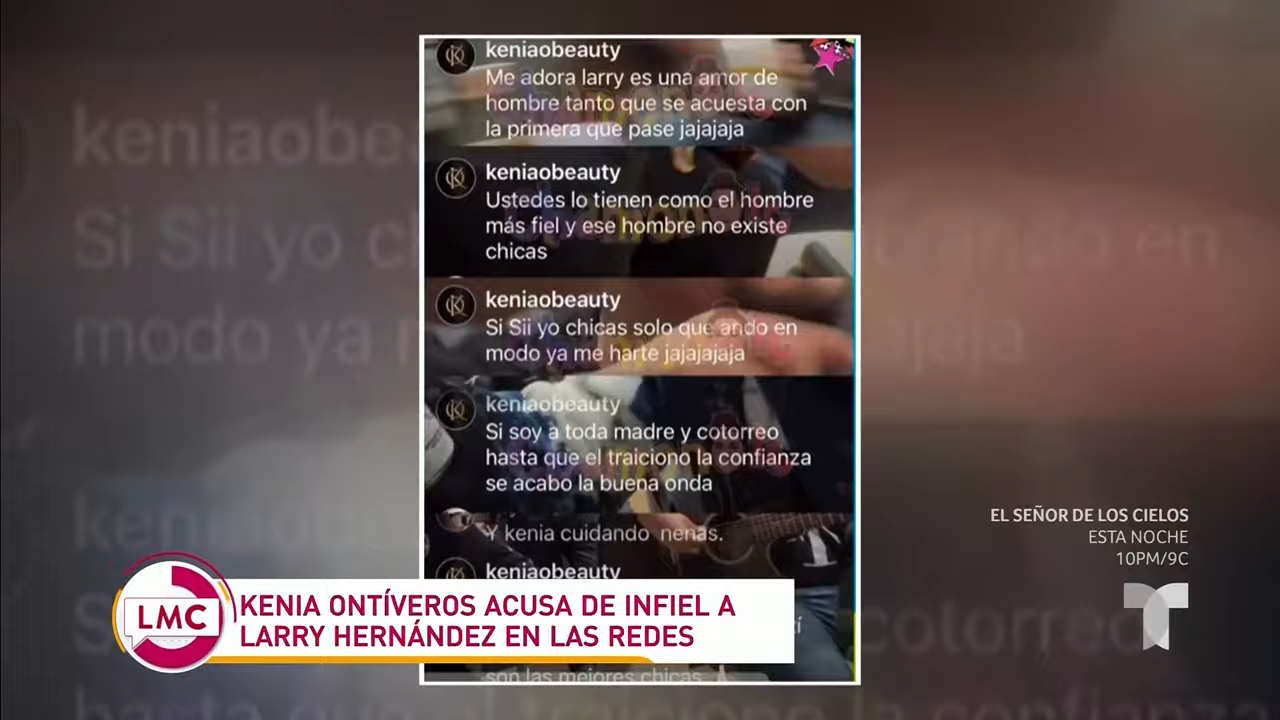 keniaobeauty
Me adora larry es una amor de
hombre tanto que se acuesta con
la primera que pase jajajaja
keniaobeauty
Ustedes lo tienen como el hombre
más fiel y ese hombre no existe
chicas
keniaobeauty
Si Sii yo chicas solo que ando en
modo ya me harte jajajajaja
keniaobeauty
Si soy a toda madre y cotorreo
hasta que el traiciono la confianza
se acabo la buena onda
Y kenia cuidando nenas.
keniaobeauty
son las mejores chicas
EL SEÑOR DE LOS CIELOS
ESTA NOCHE
10PM/9C
LMC
KENIA ONTÍVEROS ACUSA DE INFIEL A
LARRY HERNÁNDEZ EN LAS REDES